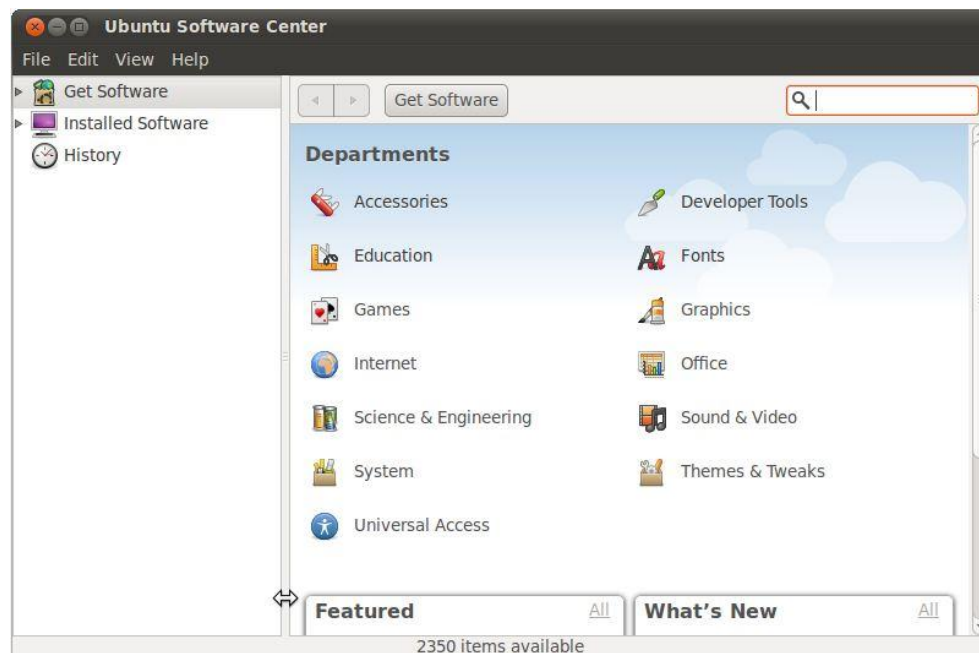 Ubuntu Software Center
File Edit View Help
Get Software
Installed Software
History
Get Software
Departments
Accessories
Developer Tools
Education
Fonts
Games
Graphics
Internet
Office
Science & Engineering
Sound & Video
System
Themes & Tweaks
Universal Access
Featured All
What's New All
2350 items available